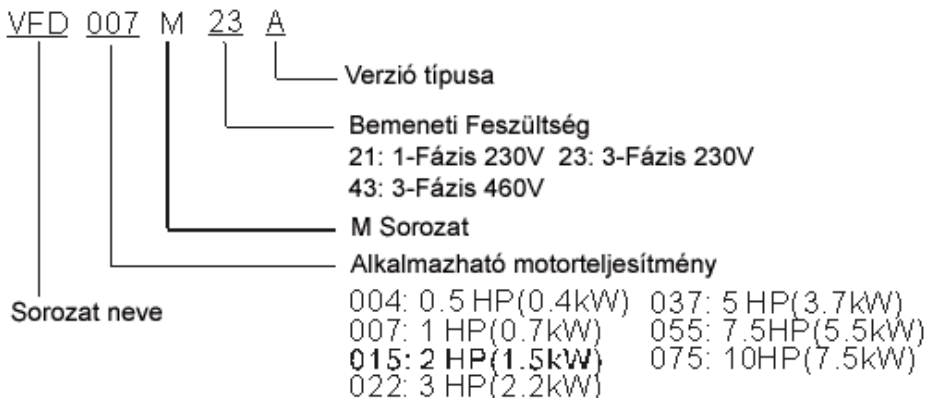 VFD 007 M 23 A
Verzió típusa
Bemeneti Feszültség
21: 1-Fázis 230V 23: 3-Fázis 230V
43: 3-Fázis 460V
M Sorozat
Alkalmazható motorteljesítmény
Sorozat neve
004: 0.5 HP(0.4kW) 037: 5 HP(3.7kW)
007: 1 HP(0.7kW) 055: 7.5HP(5.5kW)
015: 2 HP(1.5kW) 075: 10HP(7.5kW)
022: 3 HP(2.2kW)